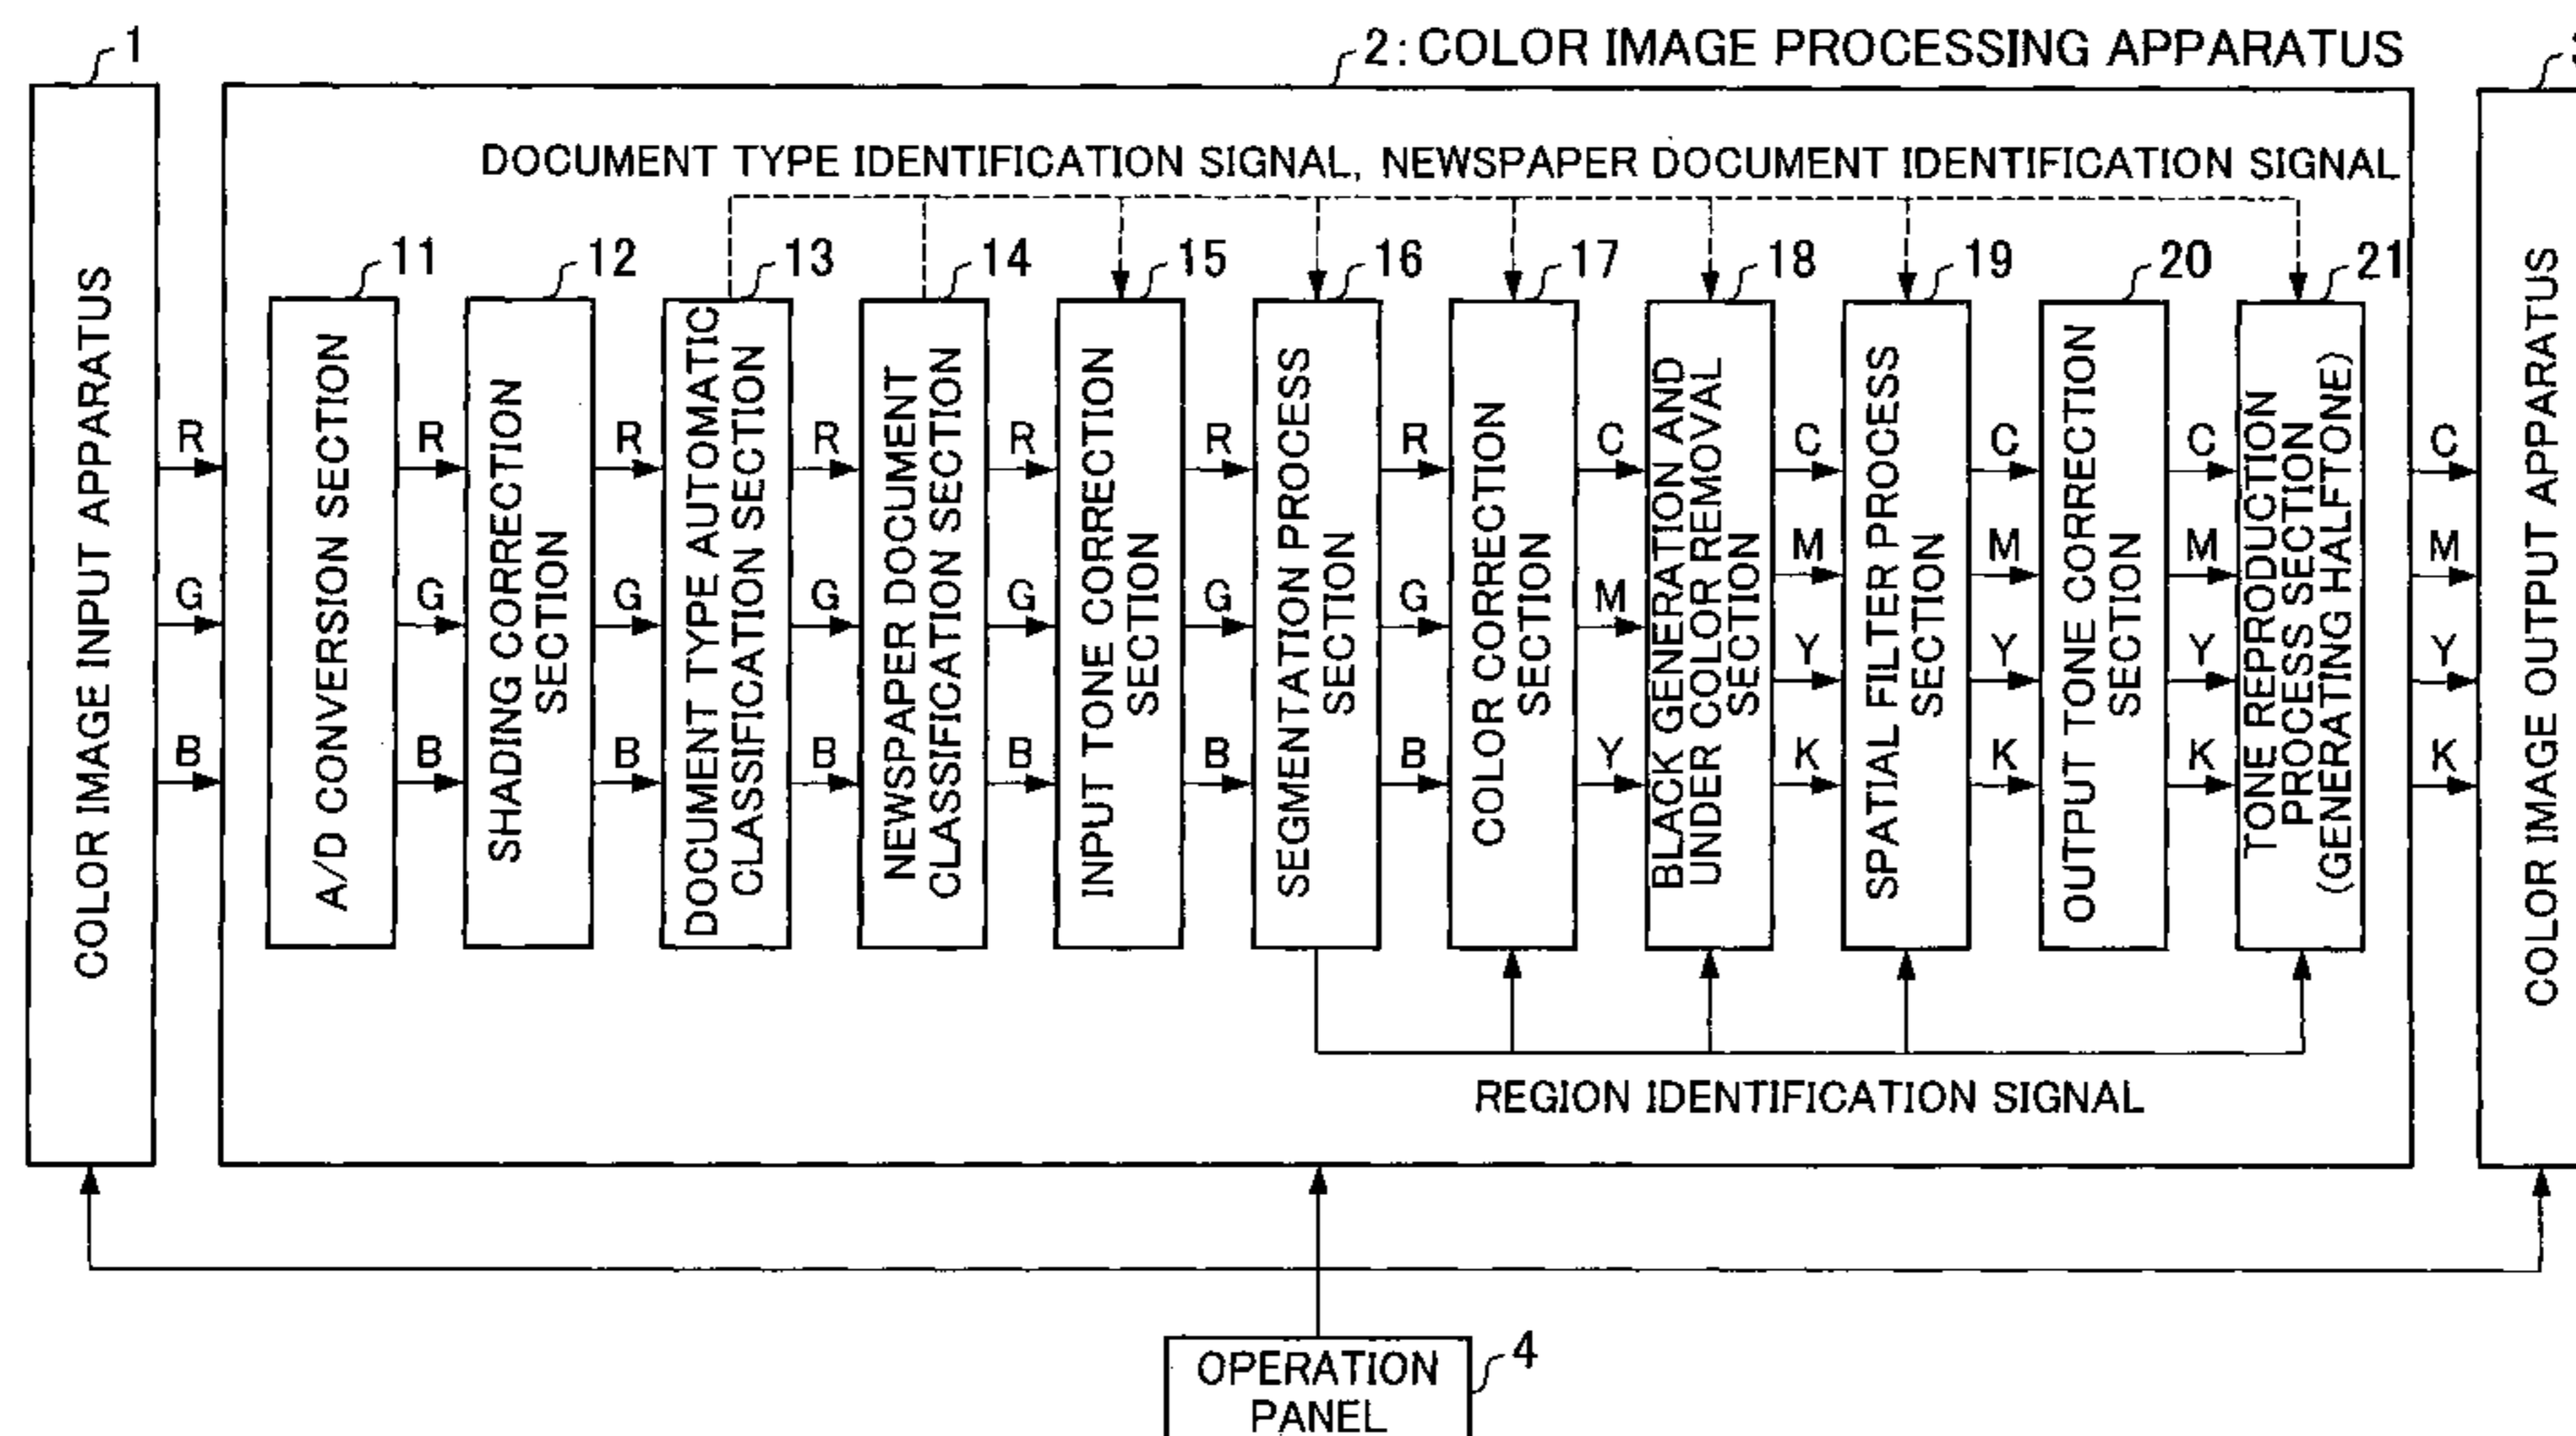 1
2: COLOR IMAGE PROCESSING APPARATUS
DOCUMENT TYPE IDENTIFICATION SIGNAL, NEWSPAPER DOCUMENT IDENTIFICATION SIGNAL
11
12
13
14
15
16
17
18
19
20
21
COLOR IMAGE INPUT APPARATUS
R
G
B
A/D CONVERSION SECTION
R
G
B
SHADING CORRECTION
SECTION
R
G
B
DOCUMENT TYPE AUTOMATIC
CLASSIFICATION SECTION
R
G
B
NEWSPAPER DOCUMENT
CLASSIFICATION SECTION
R
G
B
INPUT TONE CORRECTION
SECTION
R
G
B
SEGMENTATION PROCESS
SECTION
R
G
B
COLOR CORRECTION
SECTION
C
M
Y
BLACK GENERATION AND
UNDER COLOR REMOVAL
SECTION
C
M
Y
K
SPATIAL FILTER PROCESS
SECTION
C
M
Y
K
OUTPUT TONE CORRECTION
SECTION
C
M
Y
K
TONE REPRODUCTION
PROCESS SECTION
(GENERATING HALFTONE)
C
M
Y
K
COLOR IMAGE OUTPUT APPARATUS
REGION IDENTIFICATION SIGNAL
4
OPERATION
PANEL